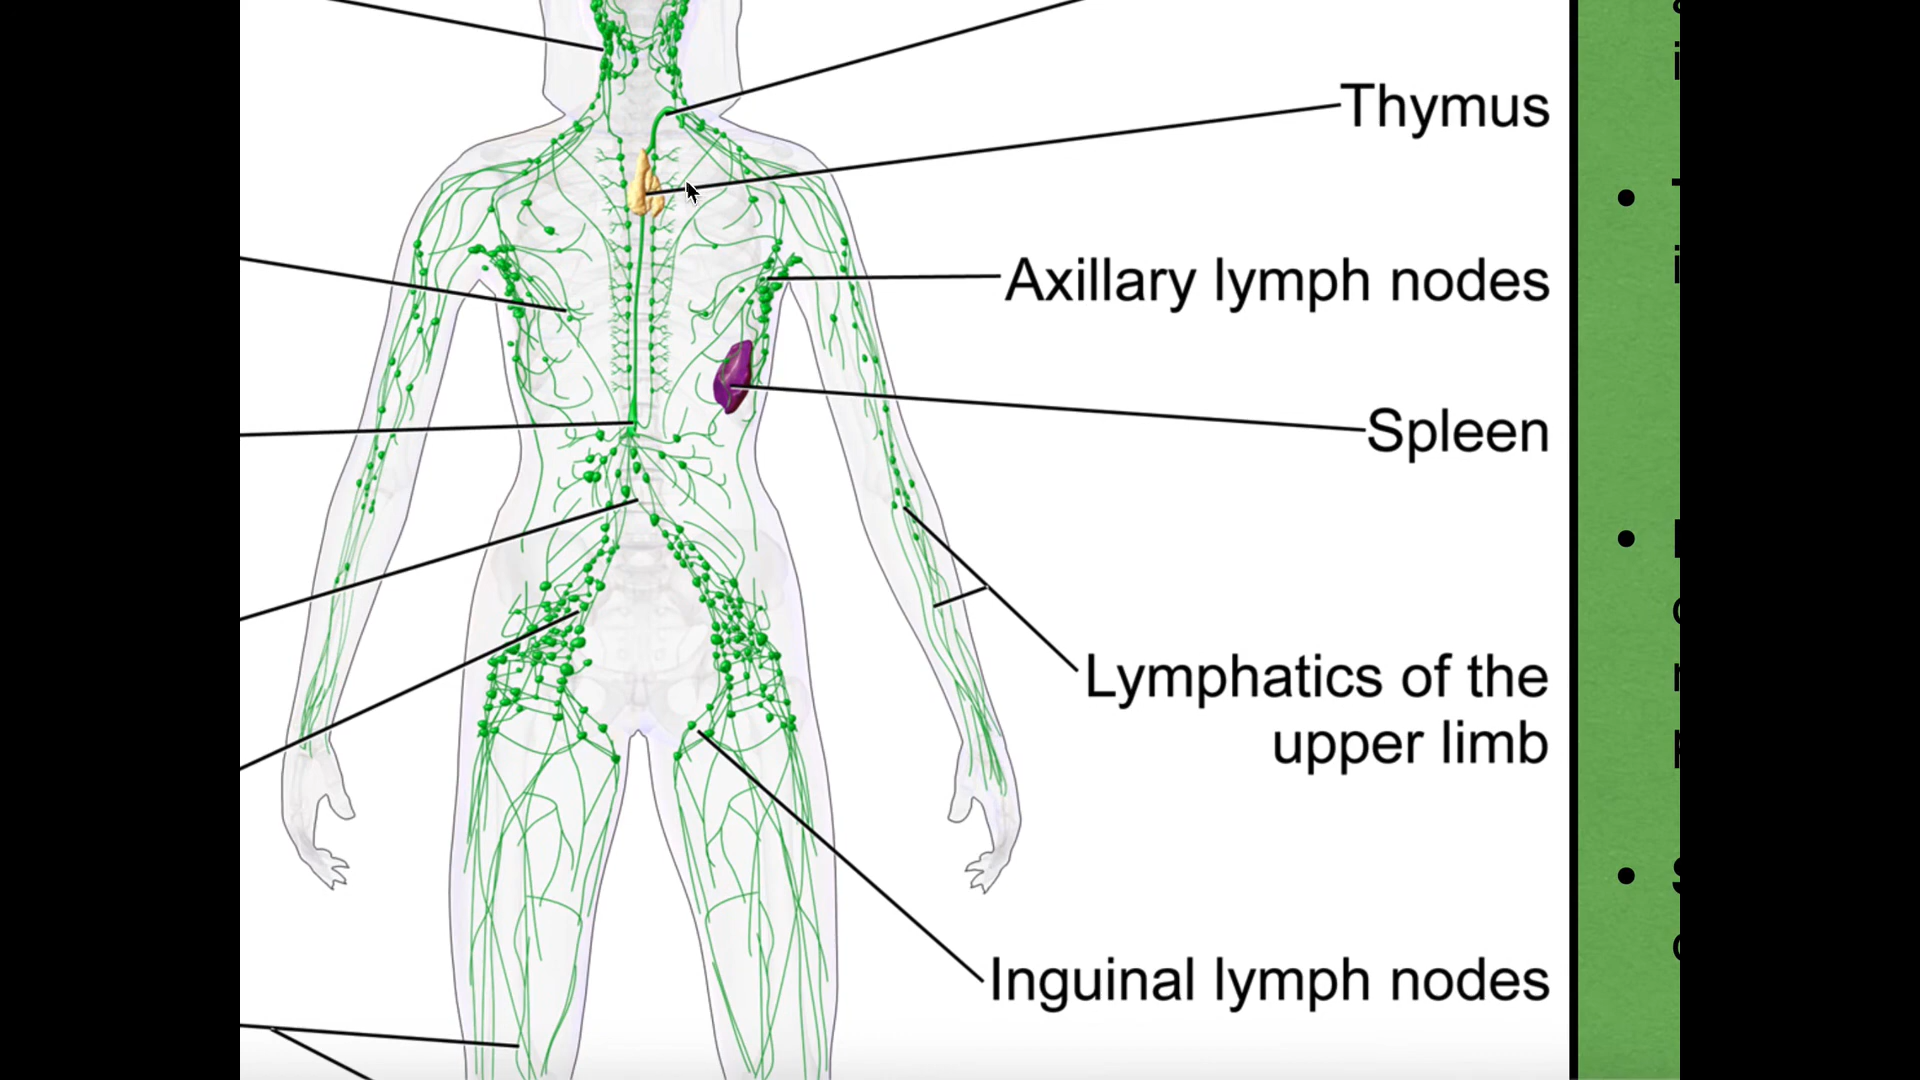 Thymus
Axillary lymph nodes
Spleen
Lymphatics of the
upper limb
Inguinal lymph nodes